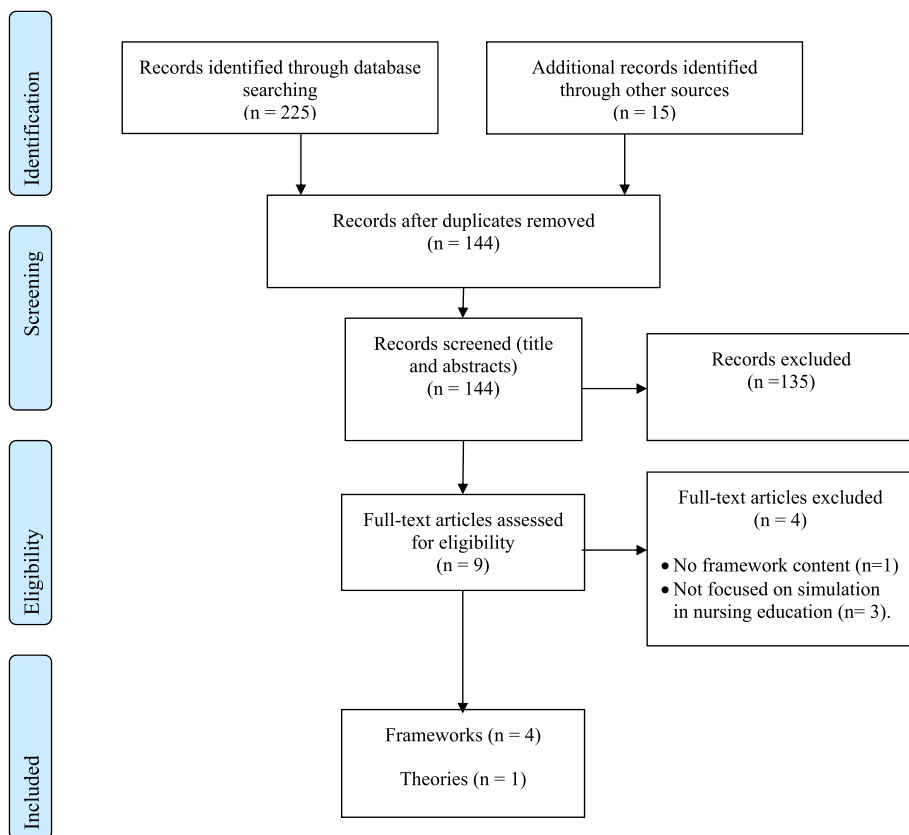 Identification
Records identified through database
searching
(n = 225)
Additional records identified
through other sources
(n = 15)
Records after duplicates removed
(n = 144)
Screening
Records screened (title
and abstracts)
(n = 144)
Records excluded
(n =135)
Eligibility
Full-text articles assessed
for eligibility
(n = 9)
Full-text articles excluded
(n = 4)
• No framework content (n=1)
• Not focused on simulation
in nursing education (n= 3).
Included
Frameworks (n = 4)
Theories (n = 1)